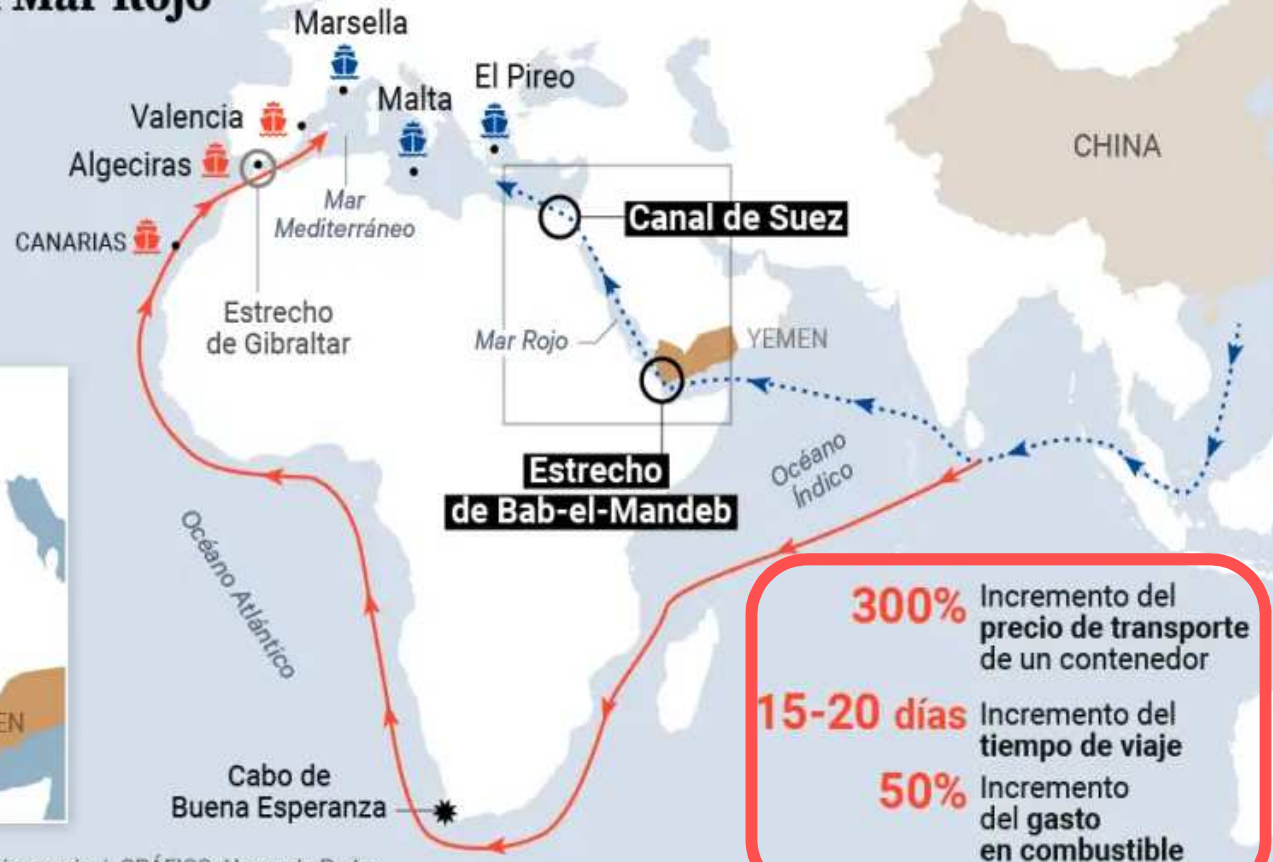 Mar Rojo
Marsella
El Pireo
Malta
Valencia
Algeciras
CHINA
Mar
Mediterráneo
Canal de Suez
CANARIAS
Estrecho
de Gibraltar
Mar Rojo
YEMEN
Estrecho
de Bab-el-Mandeb
Océano
Índico
Océano Atlántico
300% Incremento del
precio de transporte
de un contenedor
15-20 días Incremento del
tiempo de viaje
50% Incremento
del gasto
en combustible
EN
Cabo de
Buena Esperanza